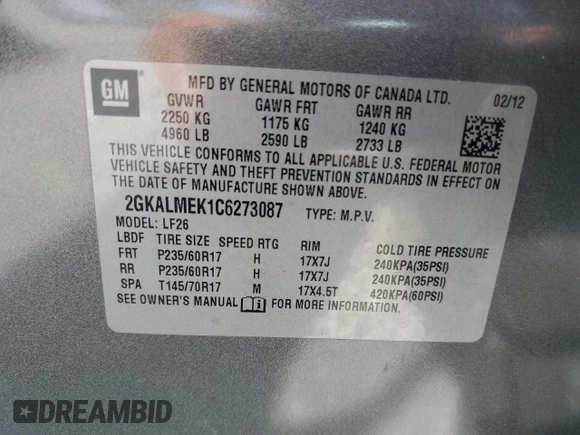 GM ®
MFD BY GENERAL MOTORS OF CANADA LTD. 02/12
GVWR GAWR FRT GAWR RR
2250 KG 1175 KG 1240 KG
4960 LB 2590 LB 2733 LB
THIS VEHICLE CONFORMS TO ALL APPLICABLE U.S. FEDERAL MOTOR
VEHICLE SAFETY AND THEFT PREVENTION STANDARDS IN EFFECT ON
THE DATE OF MANUFACTURE SHOWN ABOVE.
2GKALMEK1C6273087 TYPE: M.P.V.
MODEL: LF26
LBDF TIRE SIZE SPEED RTG RIM COLD TIRE PRESSURE
FRT P235/60R17 H 17X7J 240KPA(35PSI)
RR P235/60R17 H 17X7J 240KPA(35PSI)
SPA T145/70R17 M 17X4.5T 420KPA(60PSI)
SEE OWNER'S MANUAL FOR MORE INFORMATION.
DREAMBID